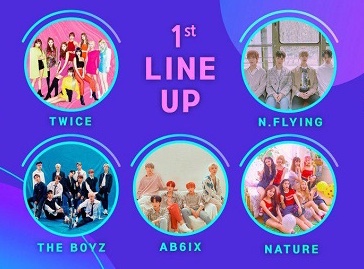 1st
LINE
UP
TWICE
N.FLYING
THE BOYZ
AB6IX
NATURE